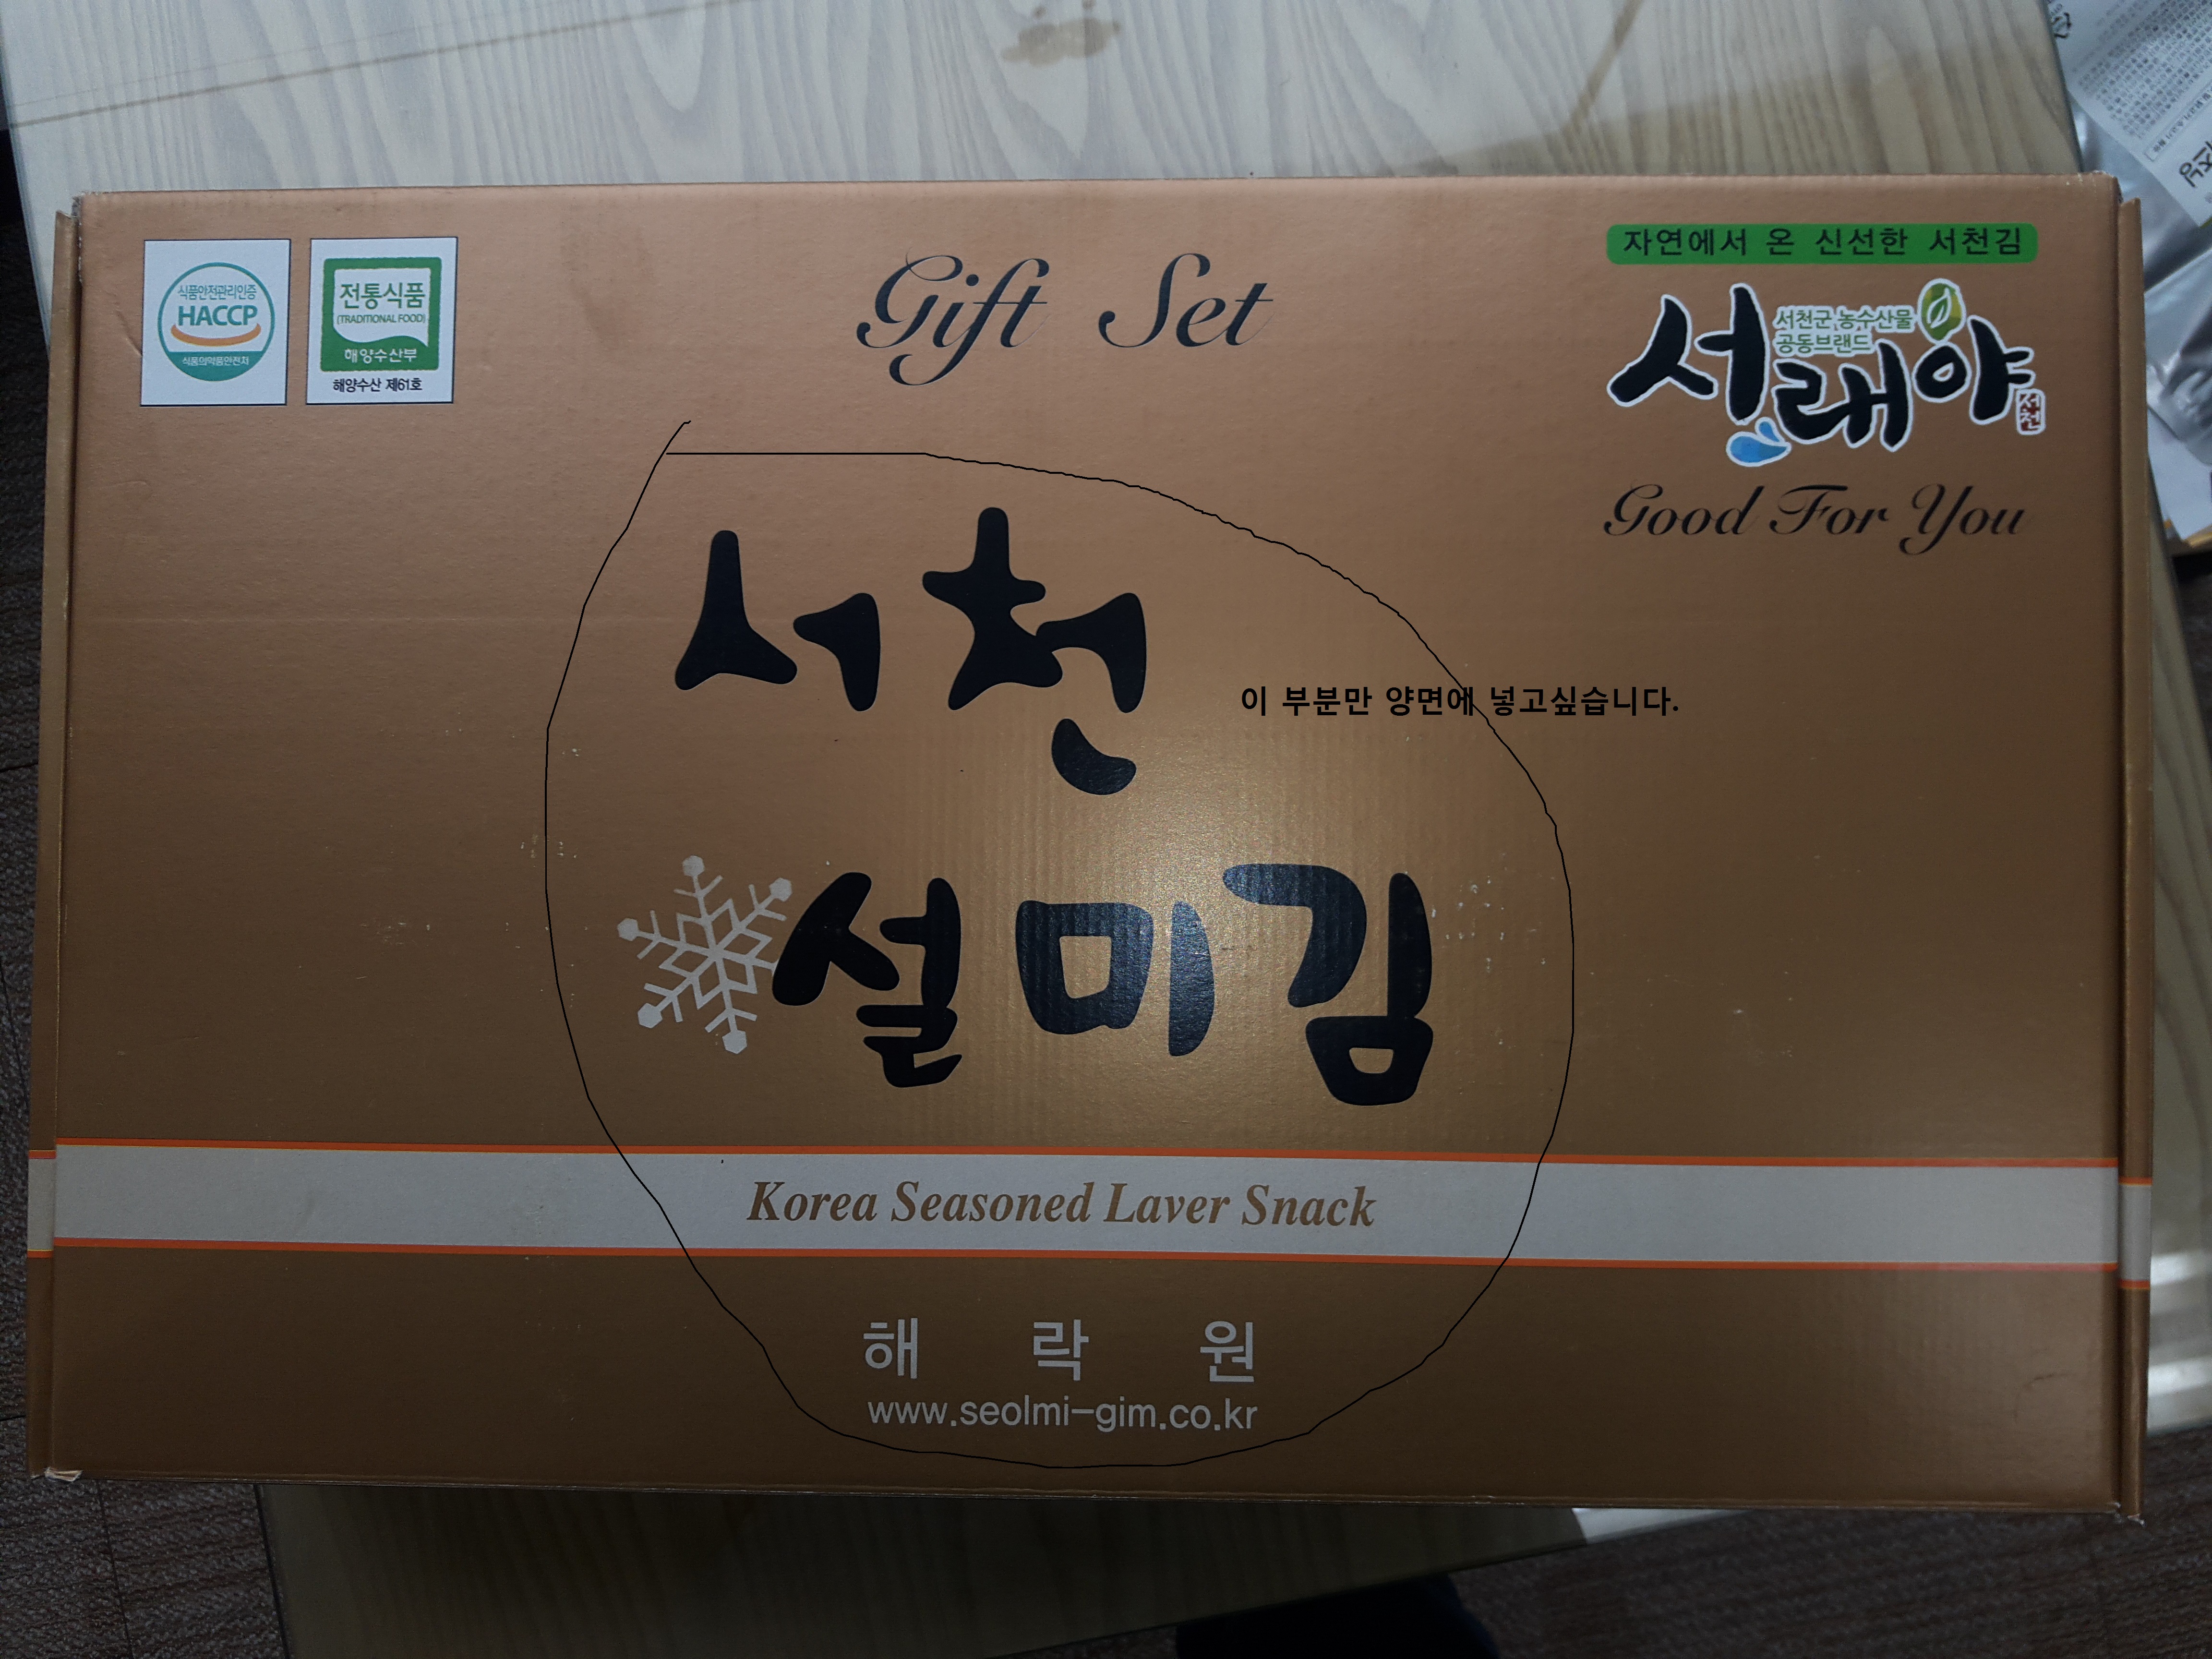 식품안전관리인증
HACCP
식품의약품안전처
전통식품
(TRADITIONAL FOOD)
해양수산부
해양수산 제61호
Gift Set
자연에서 온 신선한 서천김
서천군 농수산물
공동브랜드
서래야
서천
Good For You
서천
이 부분만 양면에 넣고싶습니다.
설미김
Korea Seasoned Laver Snack
해 락 원
www.seolmi-gim.co.kr